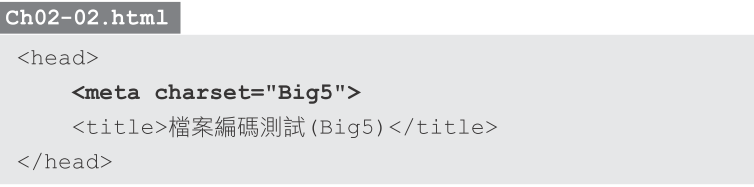 Ch02-02.html
<head>
    <meta charset="Big5">
    <title>檔案編碼測試(Big5)</title>
</head>